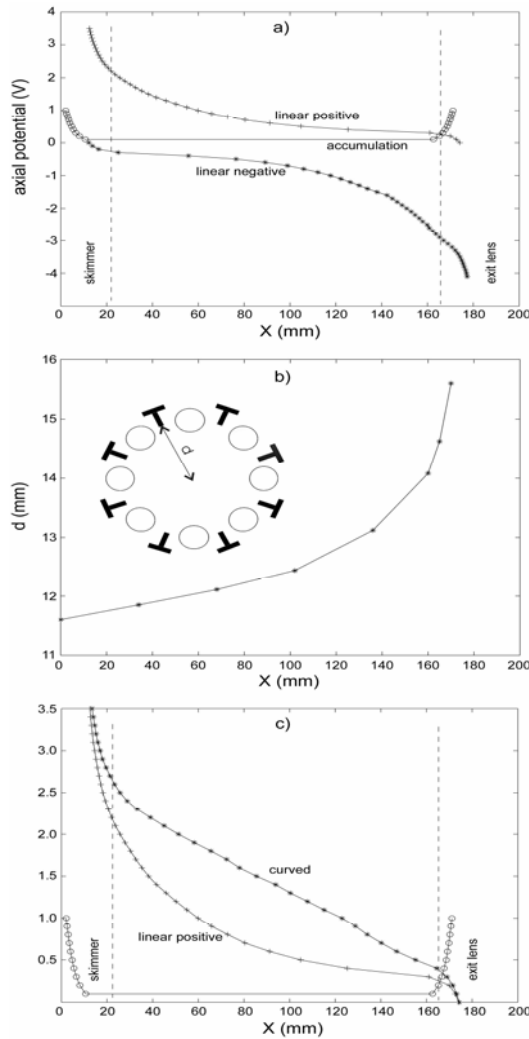 a)
4
3
2
1
0
-1
-2
-3
-4
axial potential (V)
linear positive
accumulation
linear negative
skimmer
exit lens
0 20 40 60 80 100 120 140 160 180 200
X (mm)
b)
16
15
14
13
12
11
d (mm)
d
0 20 40 60 80 100 120 140 160 180 200
X (mm)
c)
3.5
3.0
2.5
2.0
1.5
1.0
0.5
0
curved
linear positive
skimmer
exit lens
0 20 40 60 80 100 120 140 160 180 200
X (mm)